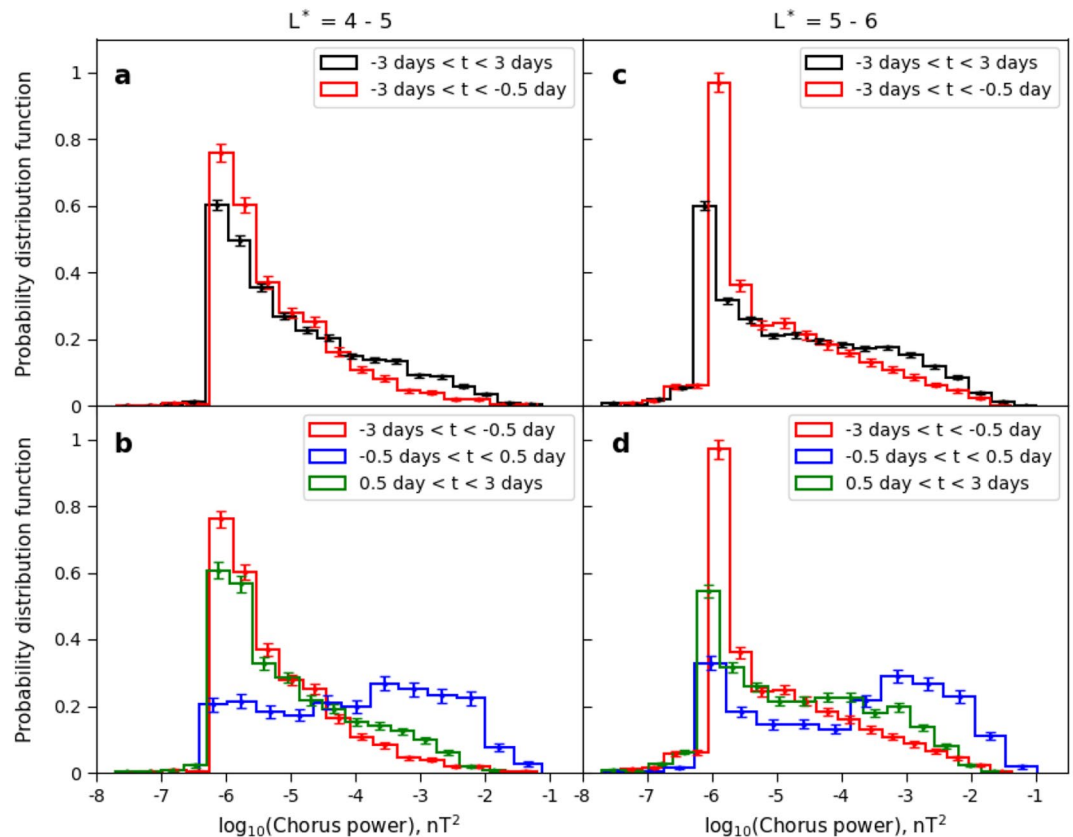 L* = 4 - 5
L* = 5 - 6
a
-3 days < t < 3 days
-3 days < t < -0.5 day
c
-3 days < t < 3 days
-3 days < t < -0.5 day
Probability distribution function
1
0.8
0.6
0.4
0.2
0
b
-3 days < t < -0.5 day
-0.5 days < t < 0.5 day
0.5 day < t < 3 days
d
-3 days < t < -0.5 day
-0.5 days < t < 0.5 day
0.5 day < t < 3 days
Probability distribution function
1
0.8
0.6
0.4
0.2
0
-8 -7 -6 -5 -4 -3 -2 -1
-8 -7 -6 -5 -4 -3 -2 -1
log₁₀(Chorus power), nT²
log₁₀(Chorus power), nT²